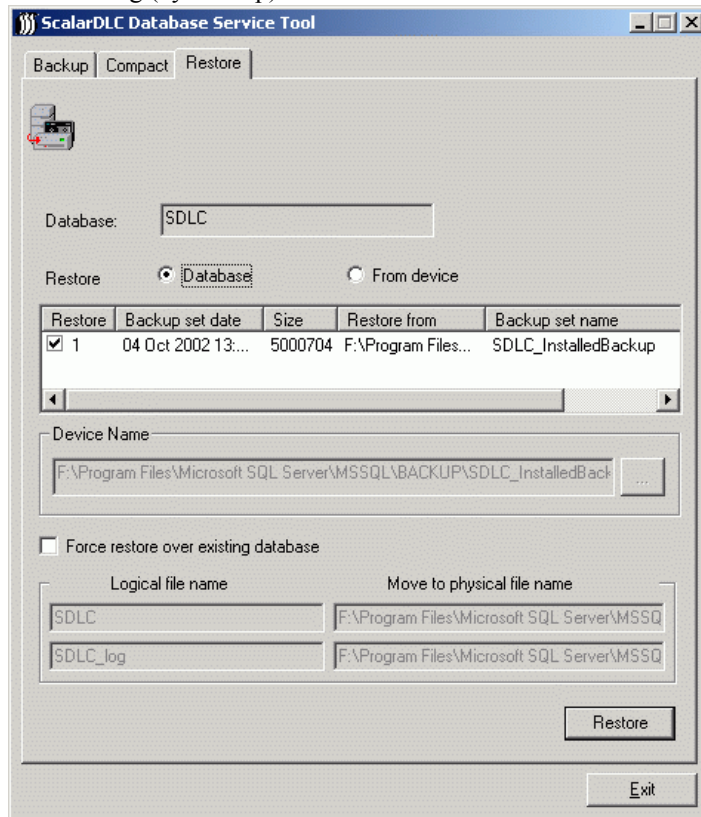 ScalarDLC Database Service Tool
Backup Compact Restore
Database: SDLC
Restore Database From device
Restore Backup set date Size Restore from Backup set name
1 04 Oct 2002 13:... 5000704 F:\Program Files... SDLC_InstalledBackup
Device Name
F:\Program Files\Microsoft SQL Server\MSSQL\BACKUP\SDLC_InstalledBack ...
Force restore over existing database
Logical file name Move to physical file name
SDLC F:\Program Files\Microsoft SQL Server\MSSQ
SDLC_log F:\Program Files\Microsoft SQL Server\MSSQ
Restore
Exit